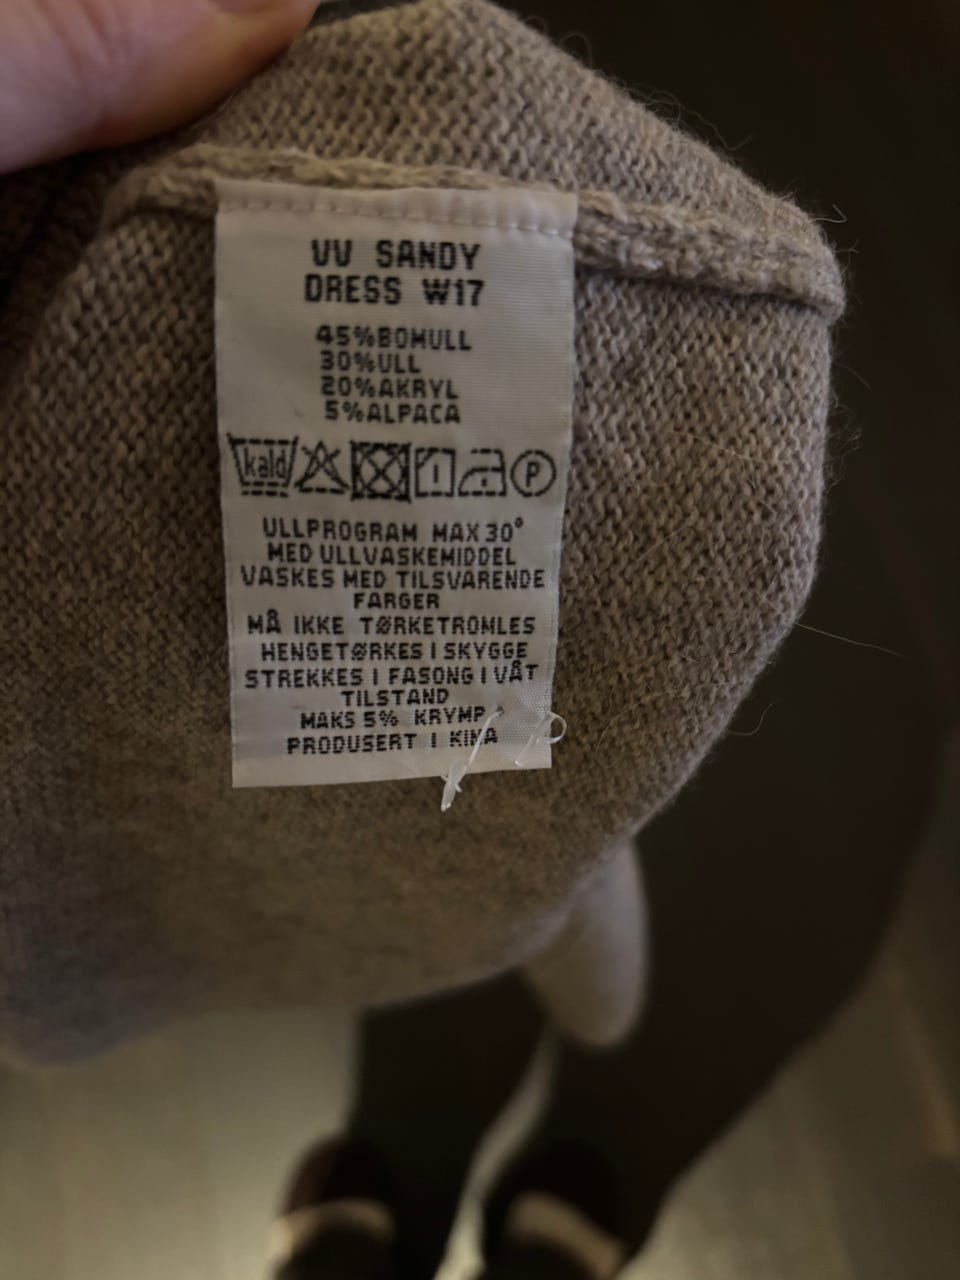 VV SANDY
DRESS W17
45%BOMULL
30%ULL
20%AKRYL
5%ALPACA
kald P
ULLPROGRAM MAX 30°
MED ULLVASKEMIDDEL
VASKES MED TILSVARENDE
FARGER
MÅ IKKE TØRKETROMLES
HENGETØRKES I SKYGGE
STREKKES I FASONG I VÅT
TILSTAND
MAKS 5% KRYMP
PRODUSERT I KINA